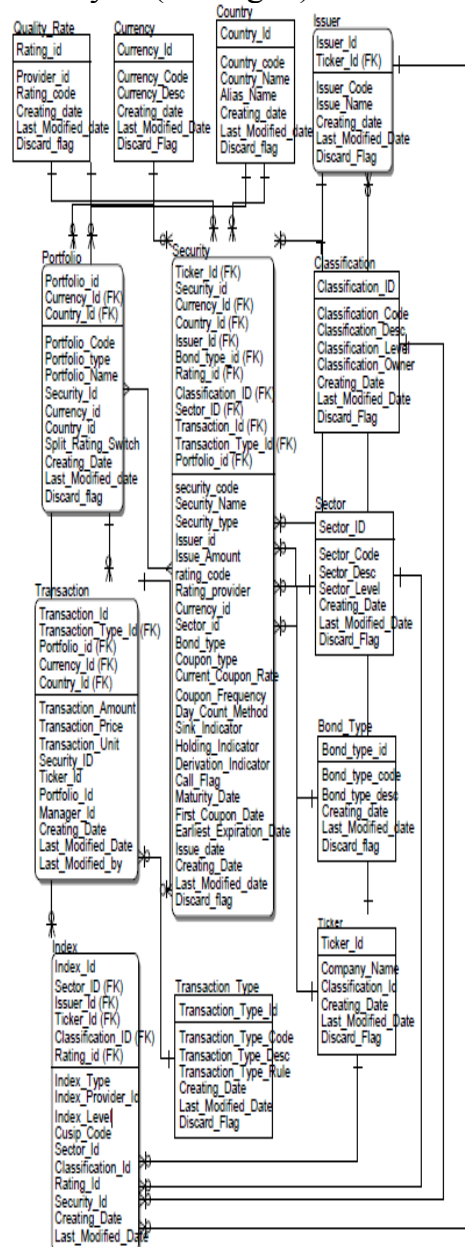 Quality_Rate
Rating_id
Provider_id
Rating_code
Creating_date
Last_Modified_date
Discard_flag
Currency
Currency_Id
Currency_Code
Currency_Desc
Creating_date
Last_Modified_Date
Discard_Flag
Country
Country_Id
Country_code
Country_Name
Alias_Name
Creating_date
Last_Modified_date
Discard_flag
Issuer
Issuer_Id
Ticker_Id (FK)
Issuer_Code
Issue_Name
Creating_date
Last_Modified_Date
Discard_Flag
Portfolio
Portfolio_id
Currency_Id (FK)
Country_Id (FK)
Portfolio_Code
Portfolio_type
Portfolio_Name
Security_Id
Currency_id
Country_id
Split_Rating_Switch
Creating_Date
Last_Modified_date
Discard_flag
Security
Ticker_Id (FK)
Security_id
Currency_Id (FK)
Country_Id (FK)
Issuer_Id (FK)
Bond_type_id (FK)
Rating_id (FK)
Classification_ID (FK)
Sector_ID (FK)
Transaction_Id (FK)
Transaction_Type_Id (FK)
Portfolio_id (FK)
security_code
Security_Name
Security_type
Issuer_id
Issue_Amount
rating_code
Rating_provider
Currency_id
Sector_id
Bond_type
Coupon_type
Current_Coupon_Rate
Coupon_Frequency
Day_Count_Method
Sink_Indicator
Holding_Indicator
Derivation_Indicator
Call_Flag
Maturity_Date
First_Coupon_Date
Earliest_Expiration_Date
Issue_date
Creating_Date
Last_Modified_date
Discard_flag
Classification
Classification_ID
Classification_Code
Classification_Desc
Classification_Level
Classification_Owner
Creating_Date
Last_Modified_Date
Discard_Flag
Sector
Sector_ID
Sector_Code
Sector_Desc
Sector_Level
Creating_Date
Last_Modified_Date
Discard_Flag
Transaction
Transaction_Id
Transaction_Type_Id (FK)
Portfolio_id (FK)
Currency_Id (FK)
Country_Id (FK)
Transaction_Amount
Transaction_Price
Transaction_Unit
Security_ID
Ticker_Id
Portfolio_Id
Manager_Id
Creating_Date
Last_Modified_Date
Last_Modified_by
Bond_Type
Bond_type_id
Bond_type_code
Bond_type_desc
Creating_date
Last_Modified_date
Discard_flag
Ticker
Ticker_Id
Company_Name
Classification_Id
Creating_Date
Last_Modified_Date
Discard_Flag
Index
Index_Id
Sector_ID (FK)
Issuer_Id (FK)
Ticker_Id (FK)
Classification_ID (FK)
Rating_id (FK)
Index_Type
Index_Provider_Id
Index_Level
Cusip_Code
Sector_Id
Classification_Id
Rating_Id
Security_Id
Creating_Date
Last_Modified_Date
Transaction_Type
Transaction_Type_Id
Transaction_Type_Code
Transaction_Type_Desc
Transaction_Type_Rule
Creating_Date
Last_Modified_Date
Discard_Flag